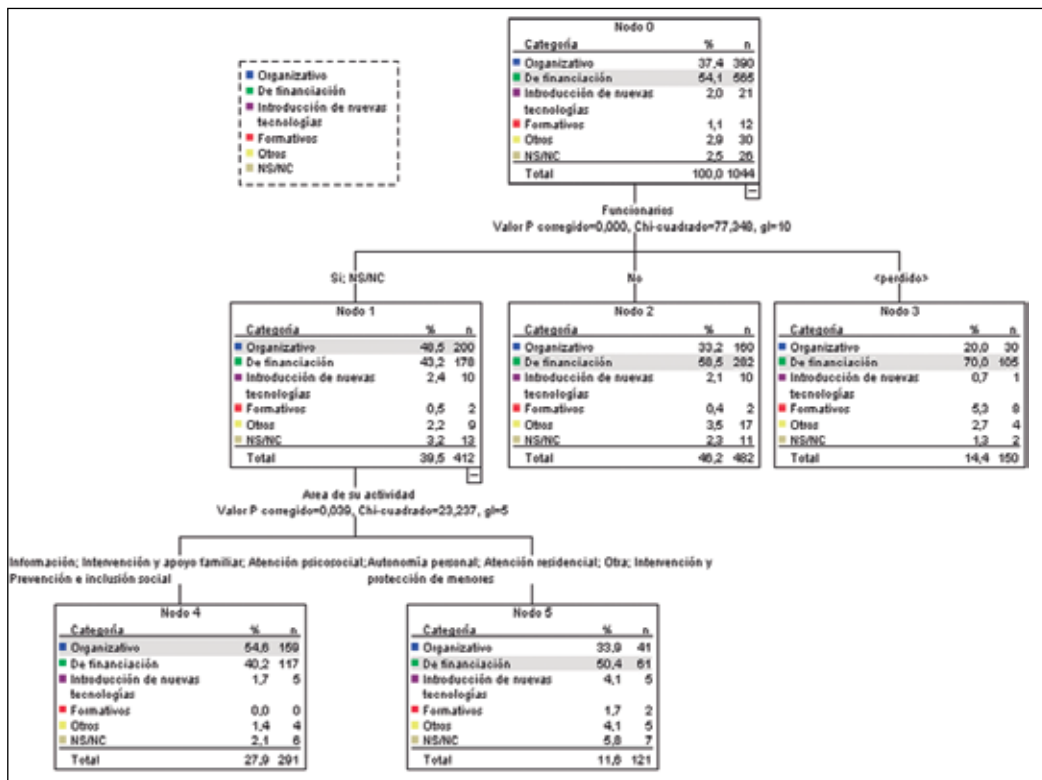 Organizativo
De financiación
Introducción de nuevas
tecnologías
Formativos
Otros
NS/NC
Nodo 0
Categoría % n
Organizativo 37,4 390
De financiación 54,1 565
Introducción de nuevas 2,0 21
tecnologías
Formativos 1,1 12
Otros 2,9 30
NS/NC 2,5 26
Total 100,0 1044
Funcionarios
Valor P corregido=0,000, Chi-cuadrado=77,348, gl=10
Si; NS/NC
No
<perdido>
Nodo 1
Categoría % n
Organizativo 48,5 200
De financiación 43,2 178
Introducción de nuevas 2,4 10
tecnologías
Formativos 0,5 2
Otros 2,2 9
NS/NC 3,2 13
Total 39,5 412
Nodo 2
Categoría % n
Organizativo 33,2 160
De financiación 58,5 282
Introducción de nuevas 2,1 10
tecnologías
Formativos 0,4 2
Otros 3,5 17
NS/NC 2,3 11
Total 46,2 482
Nodo 3
Categoría % n
Organizativo 20,0 30
De financiación 70,0 105
Introducción de nuevas 0,7 1
tecnologías
Formativos 5,3 8
Otros 2,7 4
NS/NC 1,3 2
Total 14,4 150
Area de su actividad
Valor P corregido=0,039, Chi-cuadrado=23,237, gl=5
Información; Intervención y apoyo familiar; Atención psicosocial;
Prevención e inclusión social
Autonomía personal; Atención residencial; Otra; Intervención y
protección de menores
Nodo 4
Categoría % n
Organizativo 54,6 159
De financiación 40,2 117
Introducción de nuevas 1,7 5
tecnologías
Formativos 0,0 0
Otros 1,4 4
NS/NC 2,1 6
Total 27,9 291
Nodo 5
Categoría % n
Organizativo 33,9 41
De financiación 50,4 61
Introducción de nuevas 4,1 5
tecnologías
Formativos 1,7 2
Otros 4,1 5
NS/NC 5,8 7
Total 11,6 121